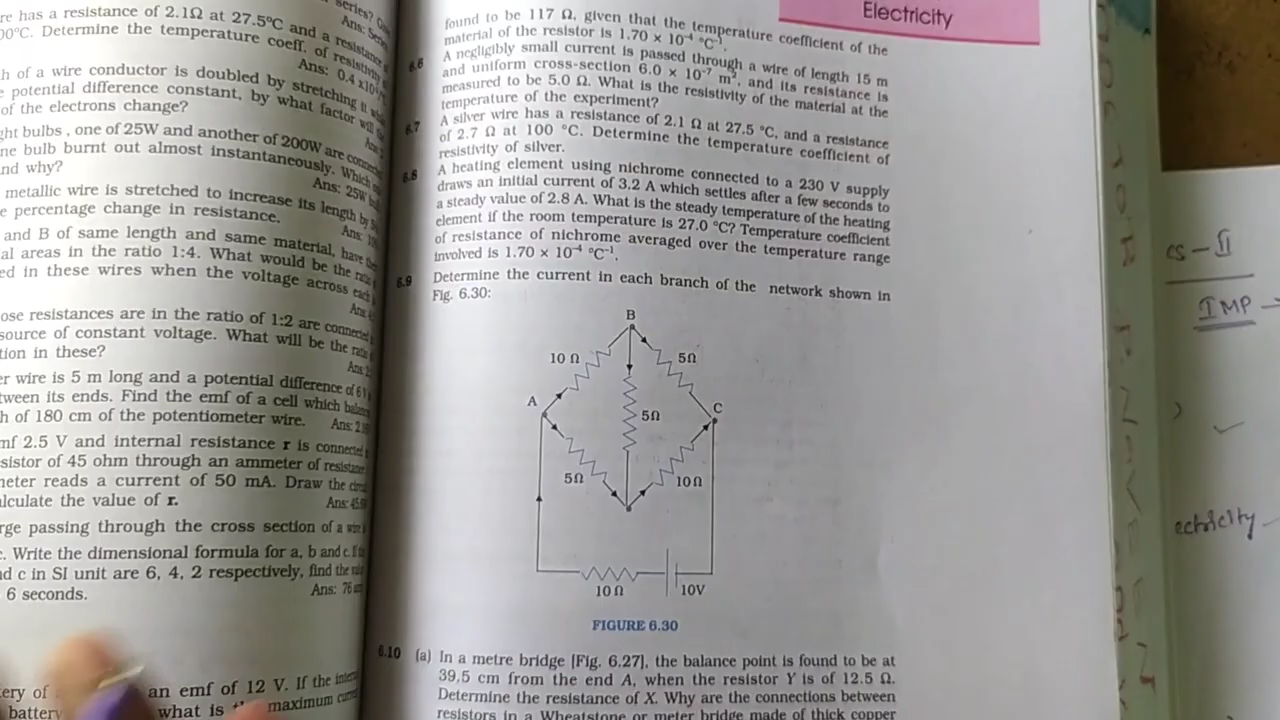 series?
re has a resistance of 2.1Ω at 27.5°C and a resistance
00°C. Determine the temperature coeff. of resistivity
Ans: 0.4
h of a wire conductor is doubled by stretching it
e potential difference constant, by what factor will
of the electrons change?
ght bulbs , one of 25W and another of 200W are
ne bulb burnt out almost instantaneously. Which
nd why?
Ans: 25W
metallic wire is stretched to increase its length by
e percentage change in resistance.
and B of same length and same material, have
al areas in the ratio 1:4. What would be the
ed in these wires when the voltage across
ose resistances are in the ratio of 1:2 are connected
source of constant voltage. What will be the
tion in these?
er wire is 5 m long and a potential difference of 6
tween its ends. Find the emf of a cell which
h of 180 cm of the potentiometer wire.
Ans:
mf 2.5 V and internal resistance r is connected
sistor of 45 ohm through an ammeter of
meter reads a current of 50 mA. Draw the
alculate the value of r.
Ans:
rge passing through the cross section of a
c. Write the dimensional formula for a, b and c.
nd c in SI unit are 6, 4, 2 respectively, find the
6 seconds.
Ans: 76
tery of an emf of 12 V. If the
battery what is maximum
Electricity
found to be 117 Ω, given that the temperature coefficient of the
material of the resistor is 1.70 × 10⁻⁴ °C⁻¹.
6.6 A negligibly small current is passed through a wire of length 15 m
and uniform cross-section 6.0 × 10⁻⁷ m², and its resistance is
measured to be 5.0 Ω. What is the resistivity of the material at the
temperature of the experiment?
6.7 A silver wire has a resistance of 2.1 Ω at 27.5 °C, and a resistance
of 2.7 Ω at 100 °C. Determine the temperature coefficient of
resistivity of silver.
6.8 A heating element using nichrome connected to a 230 V supply
draws an initial current of 3.2 A which settles after a few seconds to
a steady value of 2.8 A. What is the steady temperature of the heating
element if the room temperature is 27.0 °C? Temperature coefficient
of resistance of nichrome averaged over the temperature range
involved is 1.70 × 10⁻⁴ °C⁻¹.
6.9 Determine the current in each branch of the network shown in
Fig. 6.30:
B
10 Ω 5Ω
A 5Ω C
5Ω 10Ω
10 Ω 10V
FIGURE 6.30
6.10 (a) In a metre bridge [Fig. 6.27], the balance point is found to be at
39.5 cm from the end A, when the resistor Y is of 12.5 Ω.
Determine the resistance of X. Why are the connections between
resistors in a Wheatstone or meter bridge made of thick copper
cs - II
IMP
ectricity